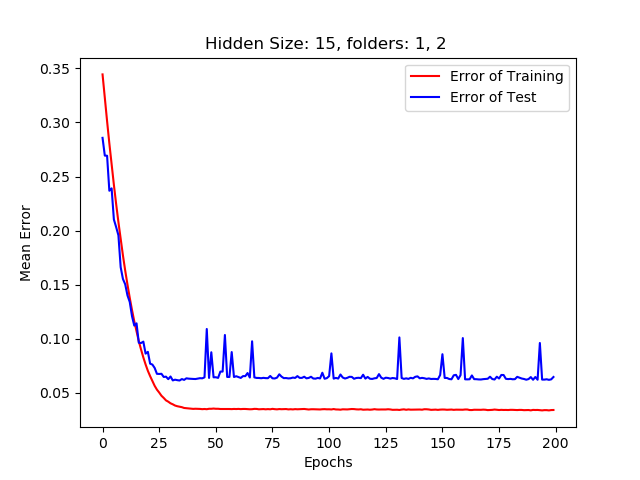 Hidden Size: 15, folders: 1, 2
Error of Training
Error of Test
Mean Error
0.35
0.30
0.25
0.20
0.15
0.10
0.05
0 25 50 75 100 125 150 175 200
Epochs